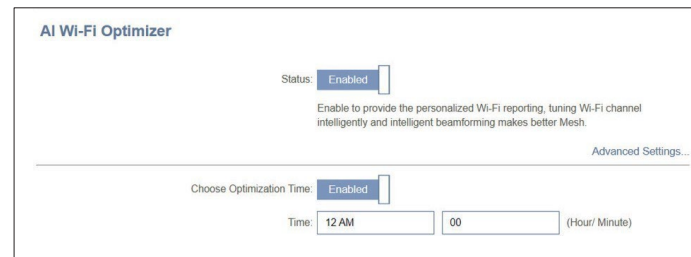 AI Wi-Fi Optimizer
Status: Enabled
Enable to provide the personalized Wi-Fi reporting, tuning Wi-Fi channel
intelligently and intelligent beamforming makes better Mesh.
Advanced Settings...
Choose Optimization Time: Enabled
Time: 12 AM 00 (Hour/ Minute)